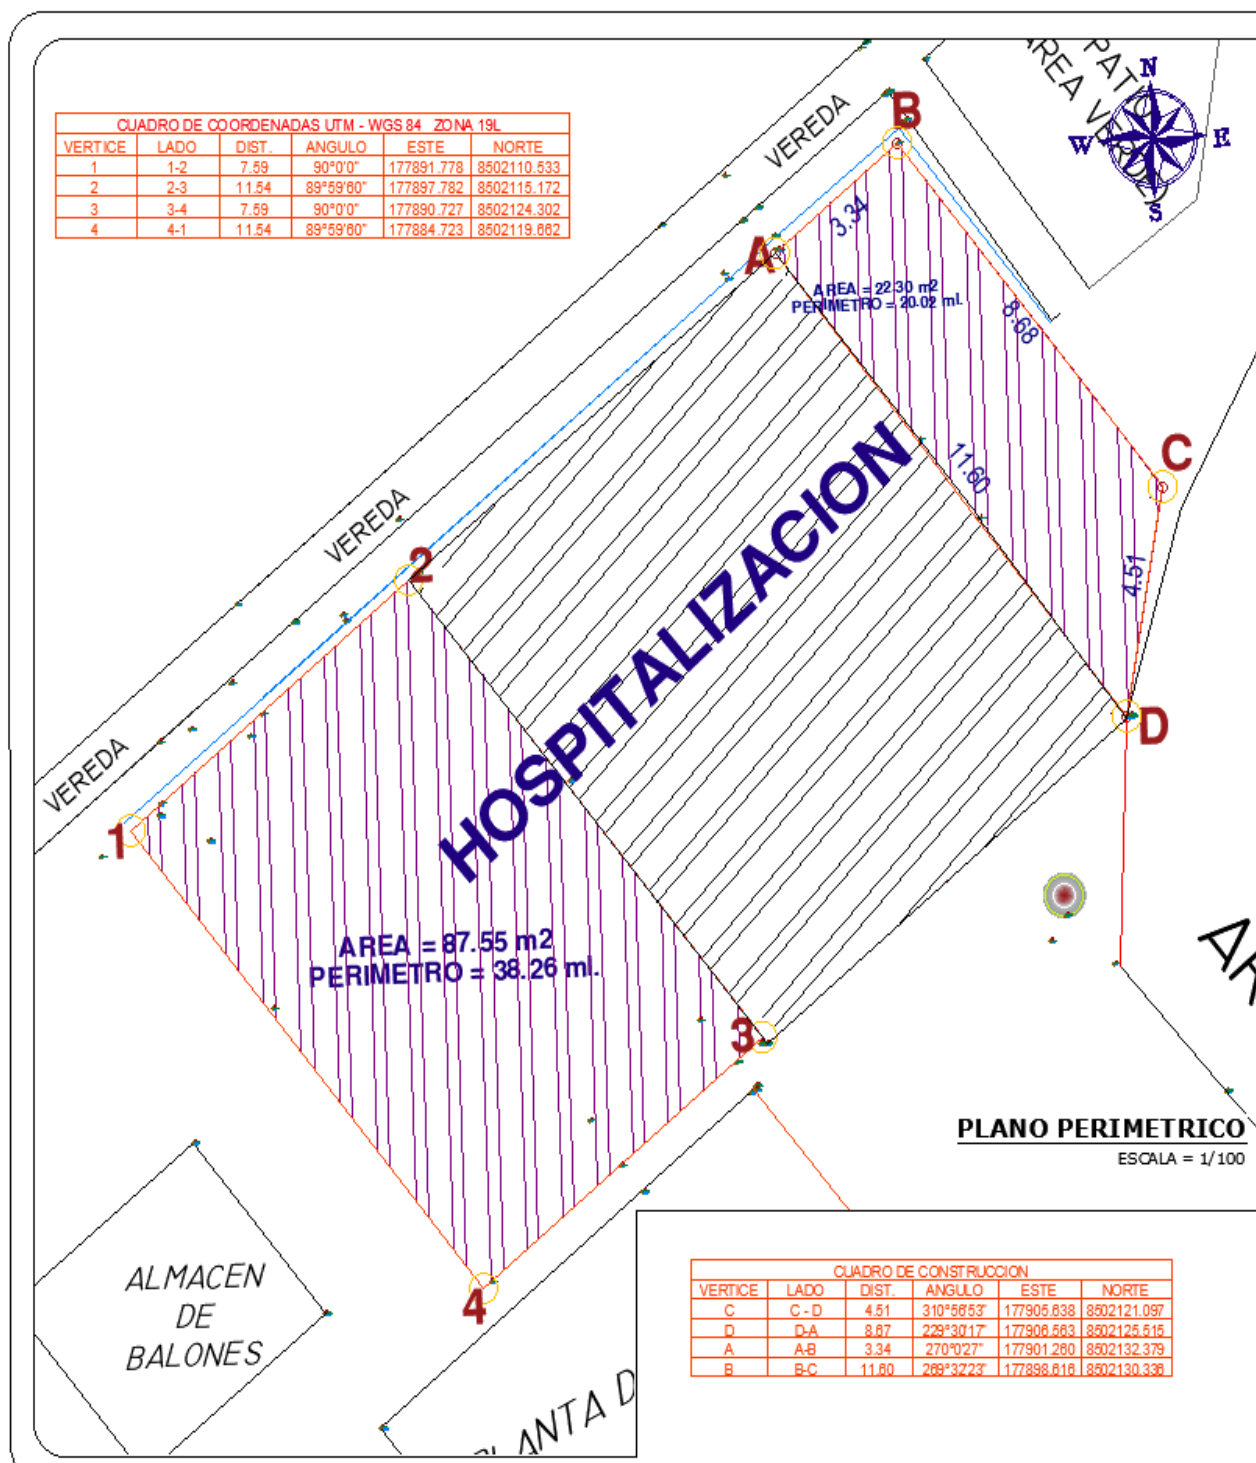 PATIO
AREA VERDE
N
W
E
S
CUADRO DE COORDENADAS UTM - WGS 84 ZONA 19L
VERTICE LADO DIST. ANGULO ESTE NORTE
1 1-2 7.59 90°0'0" 177891.778 8502110.533
2 2-3 11.54 89°59'60" 177897.782 8502115.172
3 3-4 7.59 90°0'0" 177890.727 8502124.302
4 4-1 11.54 89°59'60" 177884.723 8502119.662
VEREDA
B
3.34
A
AREA = 22.30 m2
PERIMETRO = 20.02 ml.
8.68
C
11.60
4.51
D
VEREDA
2
HOSPITALIZACION
VEREDA
1
AREA = 87.55 m2
PERIMETRO = 38.26 ml.
3
4
PLANO PERIMETRICO
ESCALA = 1/100
ALMACEN
DE
BALONES
PLANTA D
CUADRO DE CONSTRUCCION
VERTICE LADO DIST. ANGULO ESTE NORTE
C C - D 4.51 310°56'53" 177905.638 8502121.097
D D-A 8.67 229°30'17" 177906.563 8502125.515
A A-B 3.34 270°0'27" 177901.260 8502132.379
B B-C 11.60 269°32'23" 177898.616 8502130.336